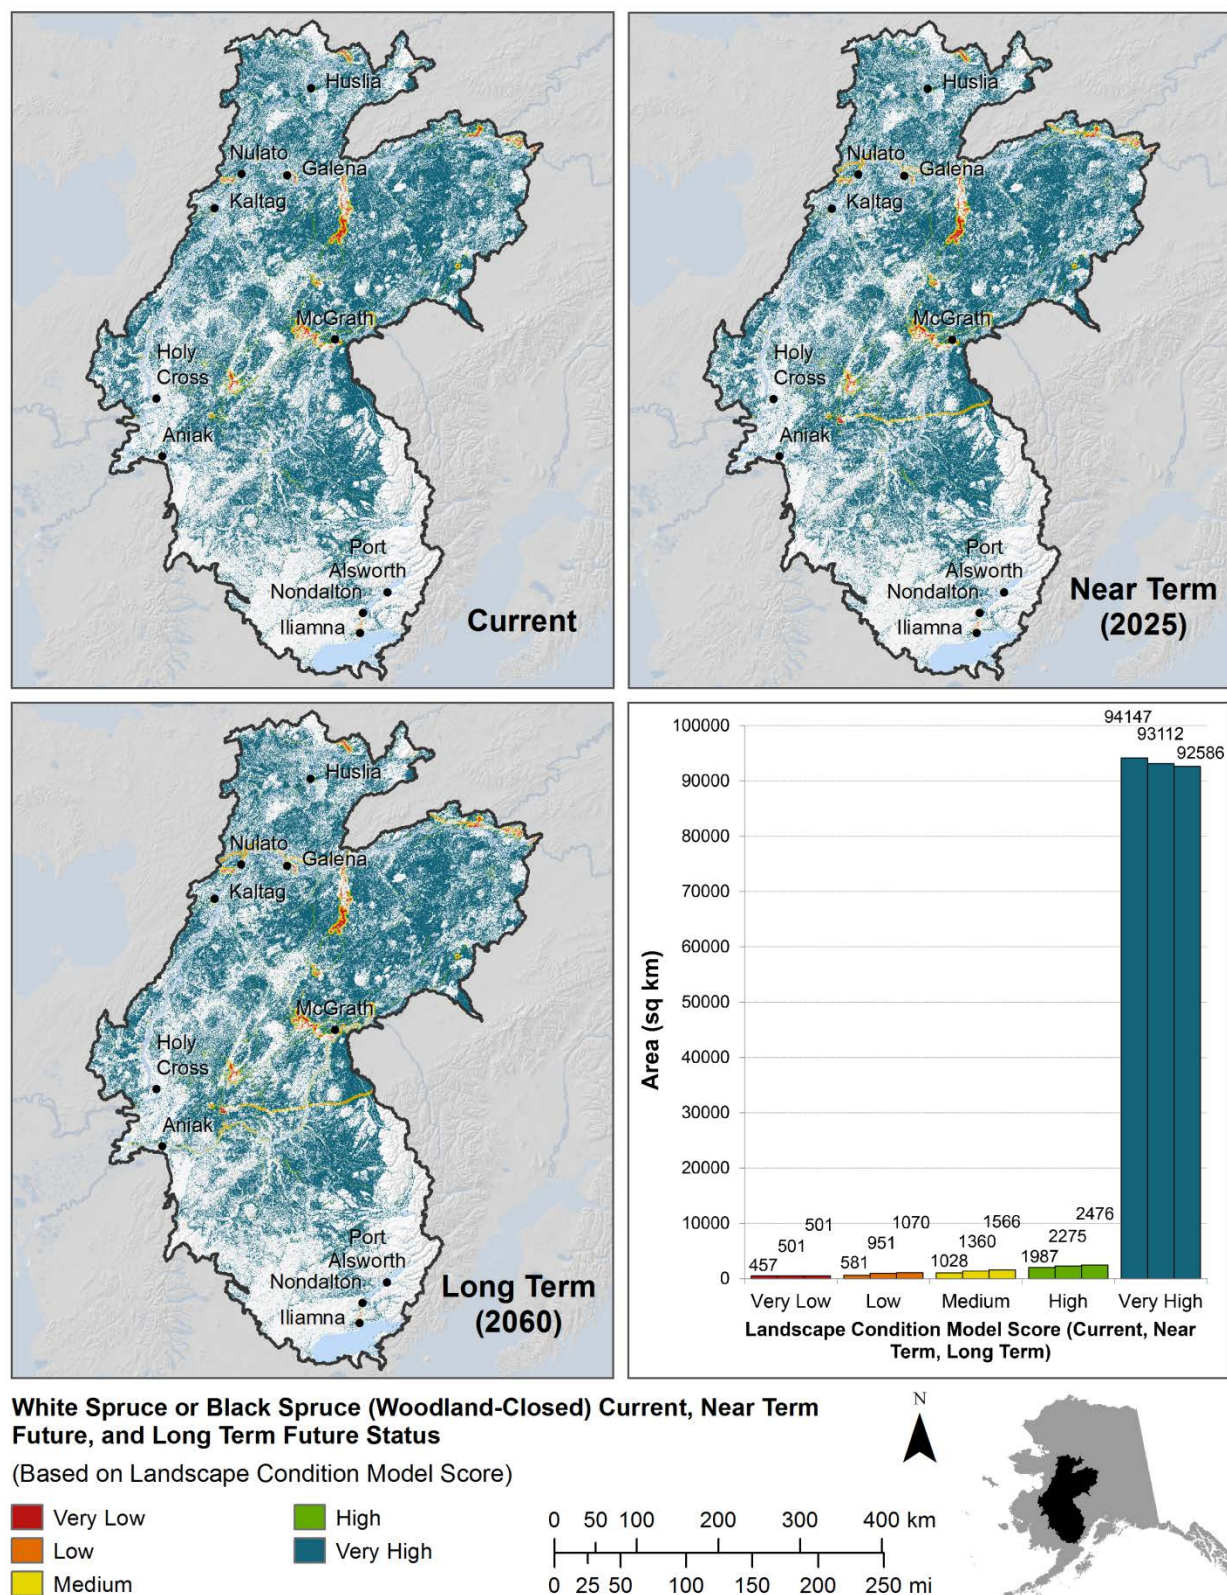 Huslia
Nulato
Galena
Kaltag
McGrath
Holy
Cross
Aniak
Port
Alsworth
Nondalton
Iliamna
Current
Huslia
Nulato
Galena
Kaltag
McGrath
Holy
Cross
Aniak
Port
Alsworth
Nondalton
Iliamna
Near Term
(2025)
Huslia
Nulato
Galena
Kaltag
McGrath
Holy
Cross
Aniak
Port
Alsworth
Nondalton
Iliamna
Long Term
(2060)
100000
90000
80000
70000
60000
50000
40000
30000
20000
10000
0
Area (sq km)
457
501
501
581
951
1070
1028
1360
1566
1987
2275
2476
94147
93112
92586
Very Low
Low
Medium
High
Very High
Landscape Condition Model Score (Current, Near
Term, Long Term)
White Spruce or Black Spruce (Woodland-Closed) Current, Near Term
Future, and Long Term Future Status
(Based on Landscape Condition Model Score)
Very Low
Low
Medium
High
Very High
0 50 100 200 300 400 km
0 25 50 100 150 200 250 mi
N